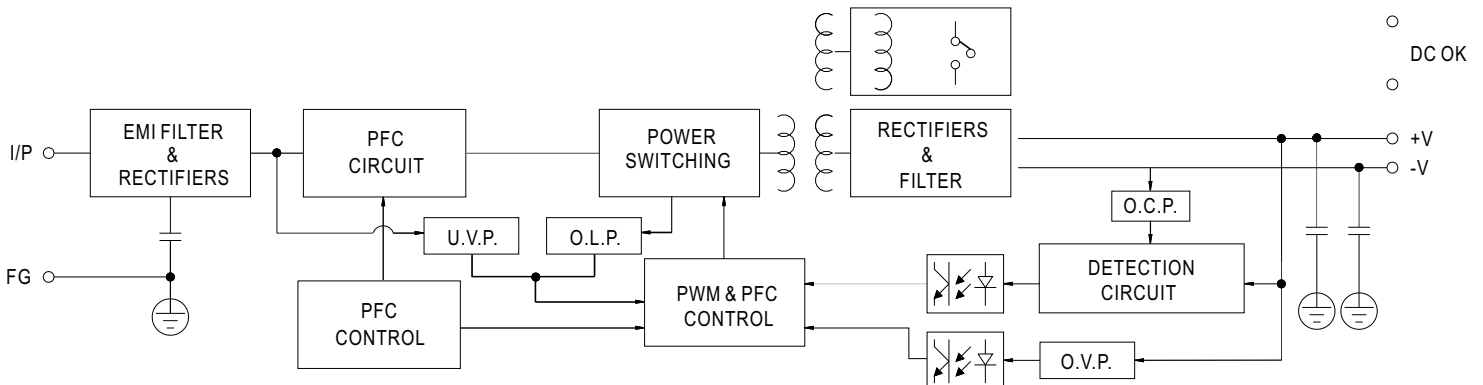 DC OK
I/P
EMI FILTER
&
RECTIFIERS
PFC
CIRCUIT
POWER
SWITCHING
RECTIFIERS
&
FILTER
+V
-V
O.C.P.
U.V.P.
O.L.P.
FG
PFC
CONTROL
PWM & PFC
CONTROL
DETECTION
CIRCUIT
O.V.P.